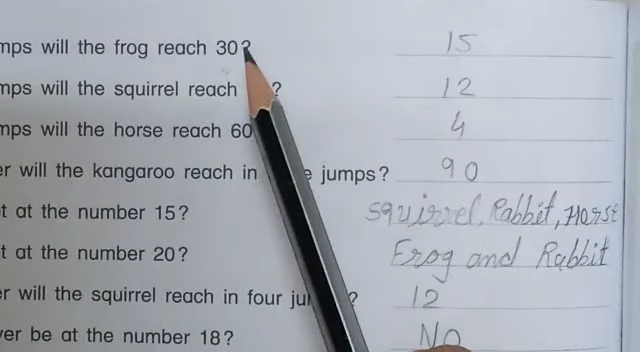 mps will the frog reach 30? 15
mps will the squirrel reach ? 12
mps will the horse reach 60 4
er will the kangaroo reach in e jumps? 90
t at the number 15? squirrel, Rabbit, Horse
t at the number 20? Frog and Rabbit
er will the squirrel reach in four ju ? 12
ver be at the number 18? No